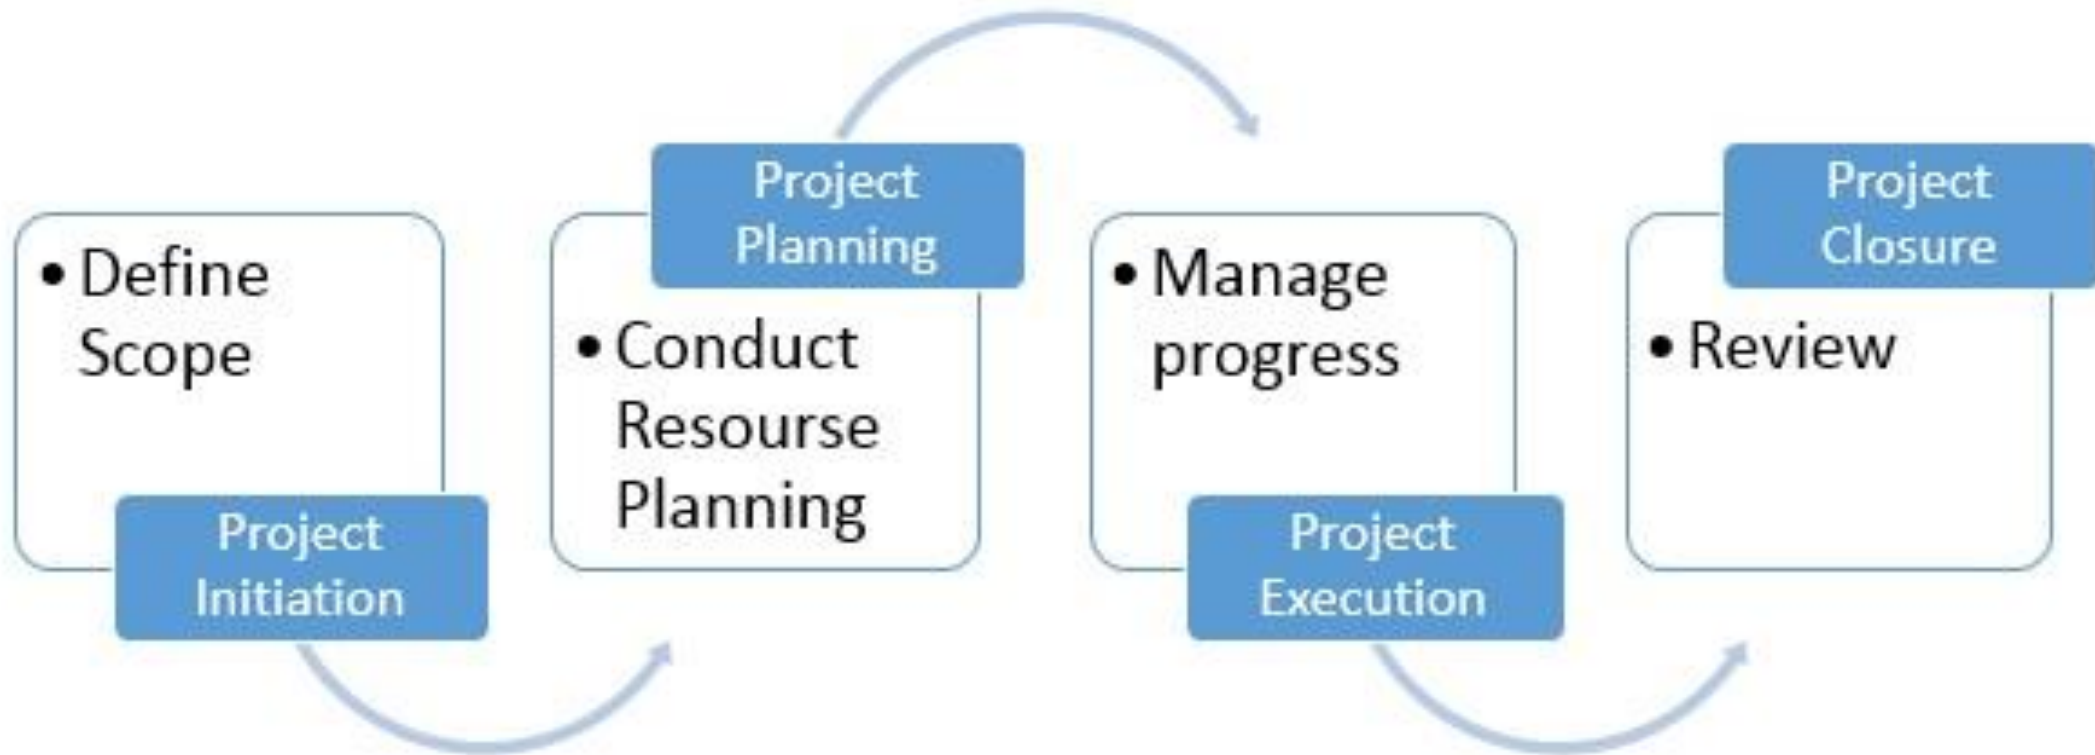 • Define
Scope
Project
Initiation
Project
Planning
• Conduct
Resourse
Planning
• Manage
progress
Project
Execution
Project
Closure
• Review